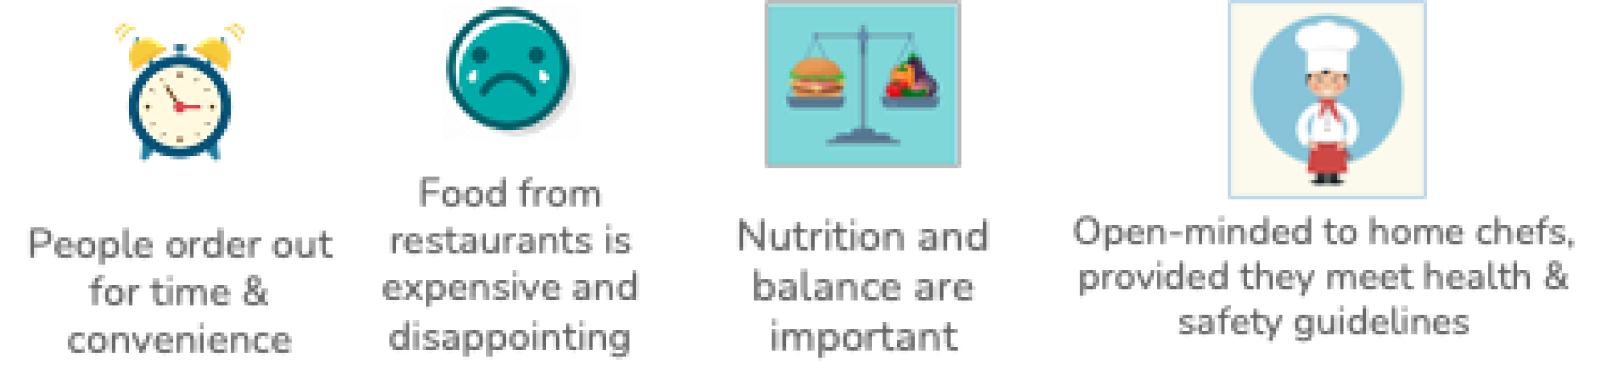 People order out
for time &
convenience
Food from
restaurants is
expensive and
disappointing
Nutrition and
balance are
important
Open-minded to home chefs,
provided they meet health &
safety guidelines